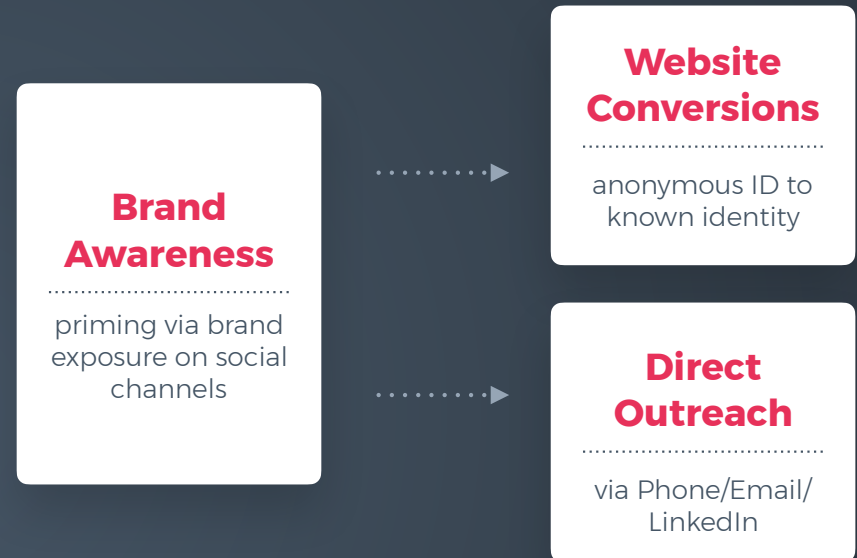 Brand
Awareness
priming via brand
exposure on social
channels
Website
Conversions
anonymous ID to
known identity
Direct
Outreach
via Phone/Email/
LinkedIn